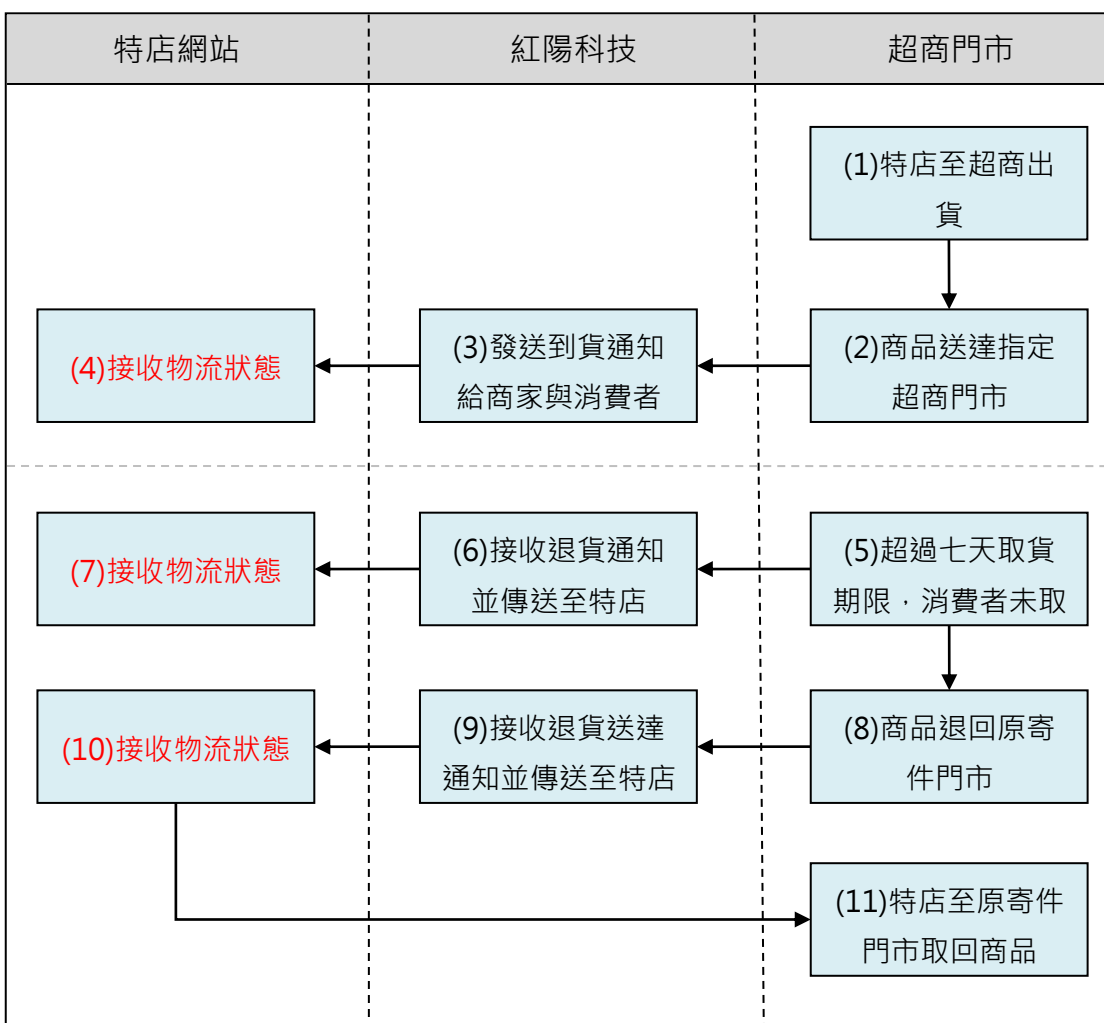 特店網站
紅陽科技
超商門市
(1)特店至超商出
貨
(4)接收物流狀態
(3)發送到貨通知
給商家與消費者
(2)商品送達指定
超商門市
(7)接收物流狀態
(6)接收退貨通知
並傳送至特店
(5)超過七天取貨
期限，消費者未取
(10)接收物流狀態
(9)接收退貨送達
通知並傳送至特店
(8)商品退回原寄
件門市
(11)特店至原寄件
門市取回商品